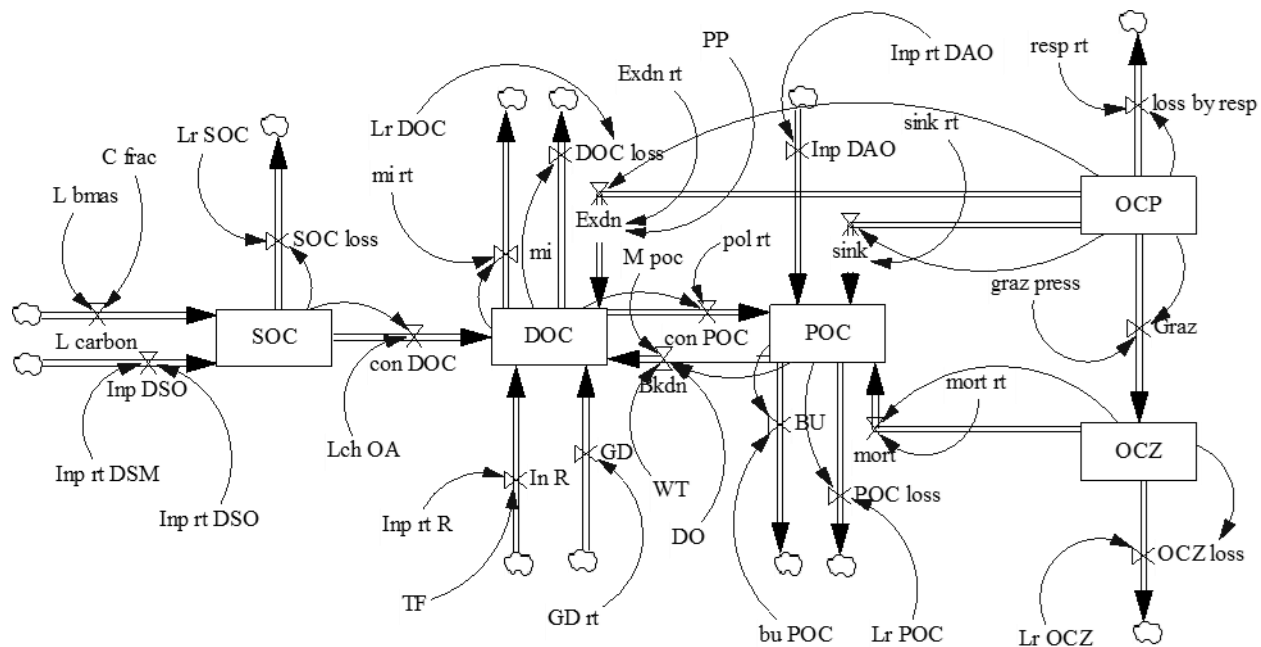 PP
Inp rt DAO
resp rt
Exdn rt
loss by resp
Lr SOC
Lr DOC
sink rt
C frac
DOC loss
Inp DAO
mi rt
L bmas
OCP
Exdn
SOC loss
mi
pol rt
sink
M poc
graz press
L carbon
SOC
DOC
POC
Graz
con DOC
con POC
Inp DSO
Bkdn
mort rt
BU
Lch OA
GD
mort
OCZ
Inp rt DSM
In R
WT
POC loss
Inp rt DSO
Inp rt R
DO
OCZ loss
TF
GD rt
bu POC
Lr POC
Lr OCZ